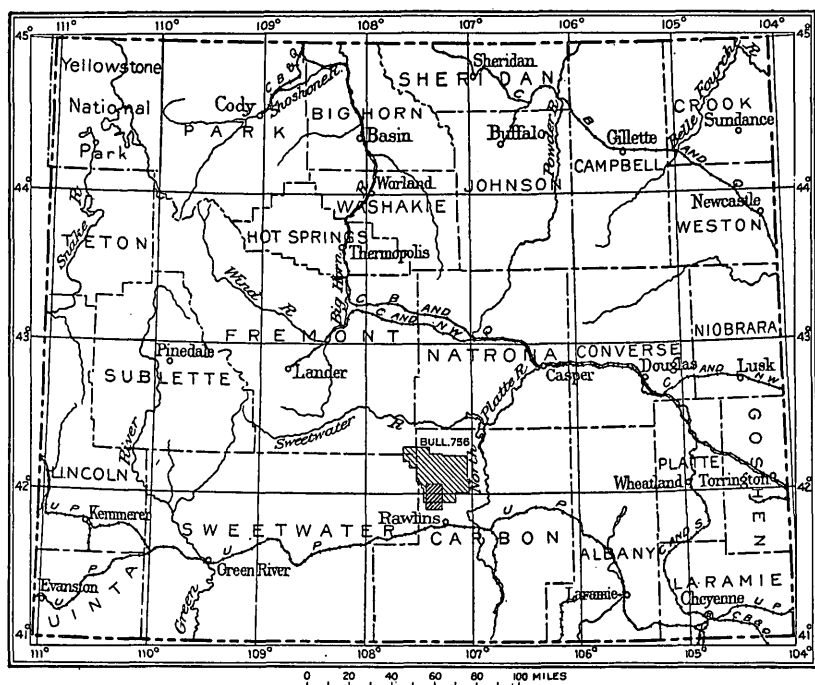 111° 110° 109° 108° 107° 106° 105° 104°
45° 45°
Yellowstone
National
Park
Cody
C B & Q
Shoshone R.
PARK
BIG HORN
Basin
Sheridan
SHERIDAN
C B AND Q
Buffalo
Powder R
Gillette
CAMPBELL
Belle Fourch R
CROOK
Sundance
44° 44°
Snake R
TETON
Worland
R
WASHAKIE
JOHNSON
Newcastle
WESTON
HOT SPRINGS
Thermopolis
Wind R
Big Horn
C B AND Q
C AND N W
43° 43°
FREMONT
NATRONA
CONVERSE
NIOBRARA
Pinedale
SUBLETTE
Lander
Casper
Douglas
Lusk
C AND N W
Platte R
North
River
Sweetwater R
BULL.756
GOSHEN
LINCOLN
PLATTE
Wheatland
Torrington
42° 42°
U P
Kemmerer
Rawlins
SWEETWATER
U P
CARBON
U P
ALBANY
C AND S
Green River
Evanston
U P
UINTA
Green
Laramie
LARAMIE
Cheyenne
U P
C B & Q
41° 41°
111° 110° 109° 108° 107° 106° 105° 104°
0 20 40 60 80 100 MILES